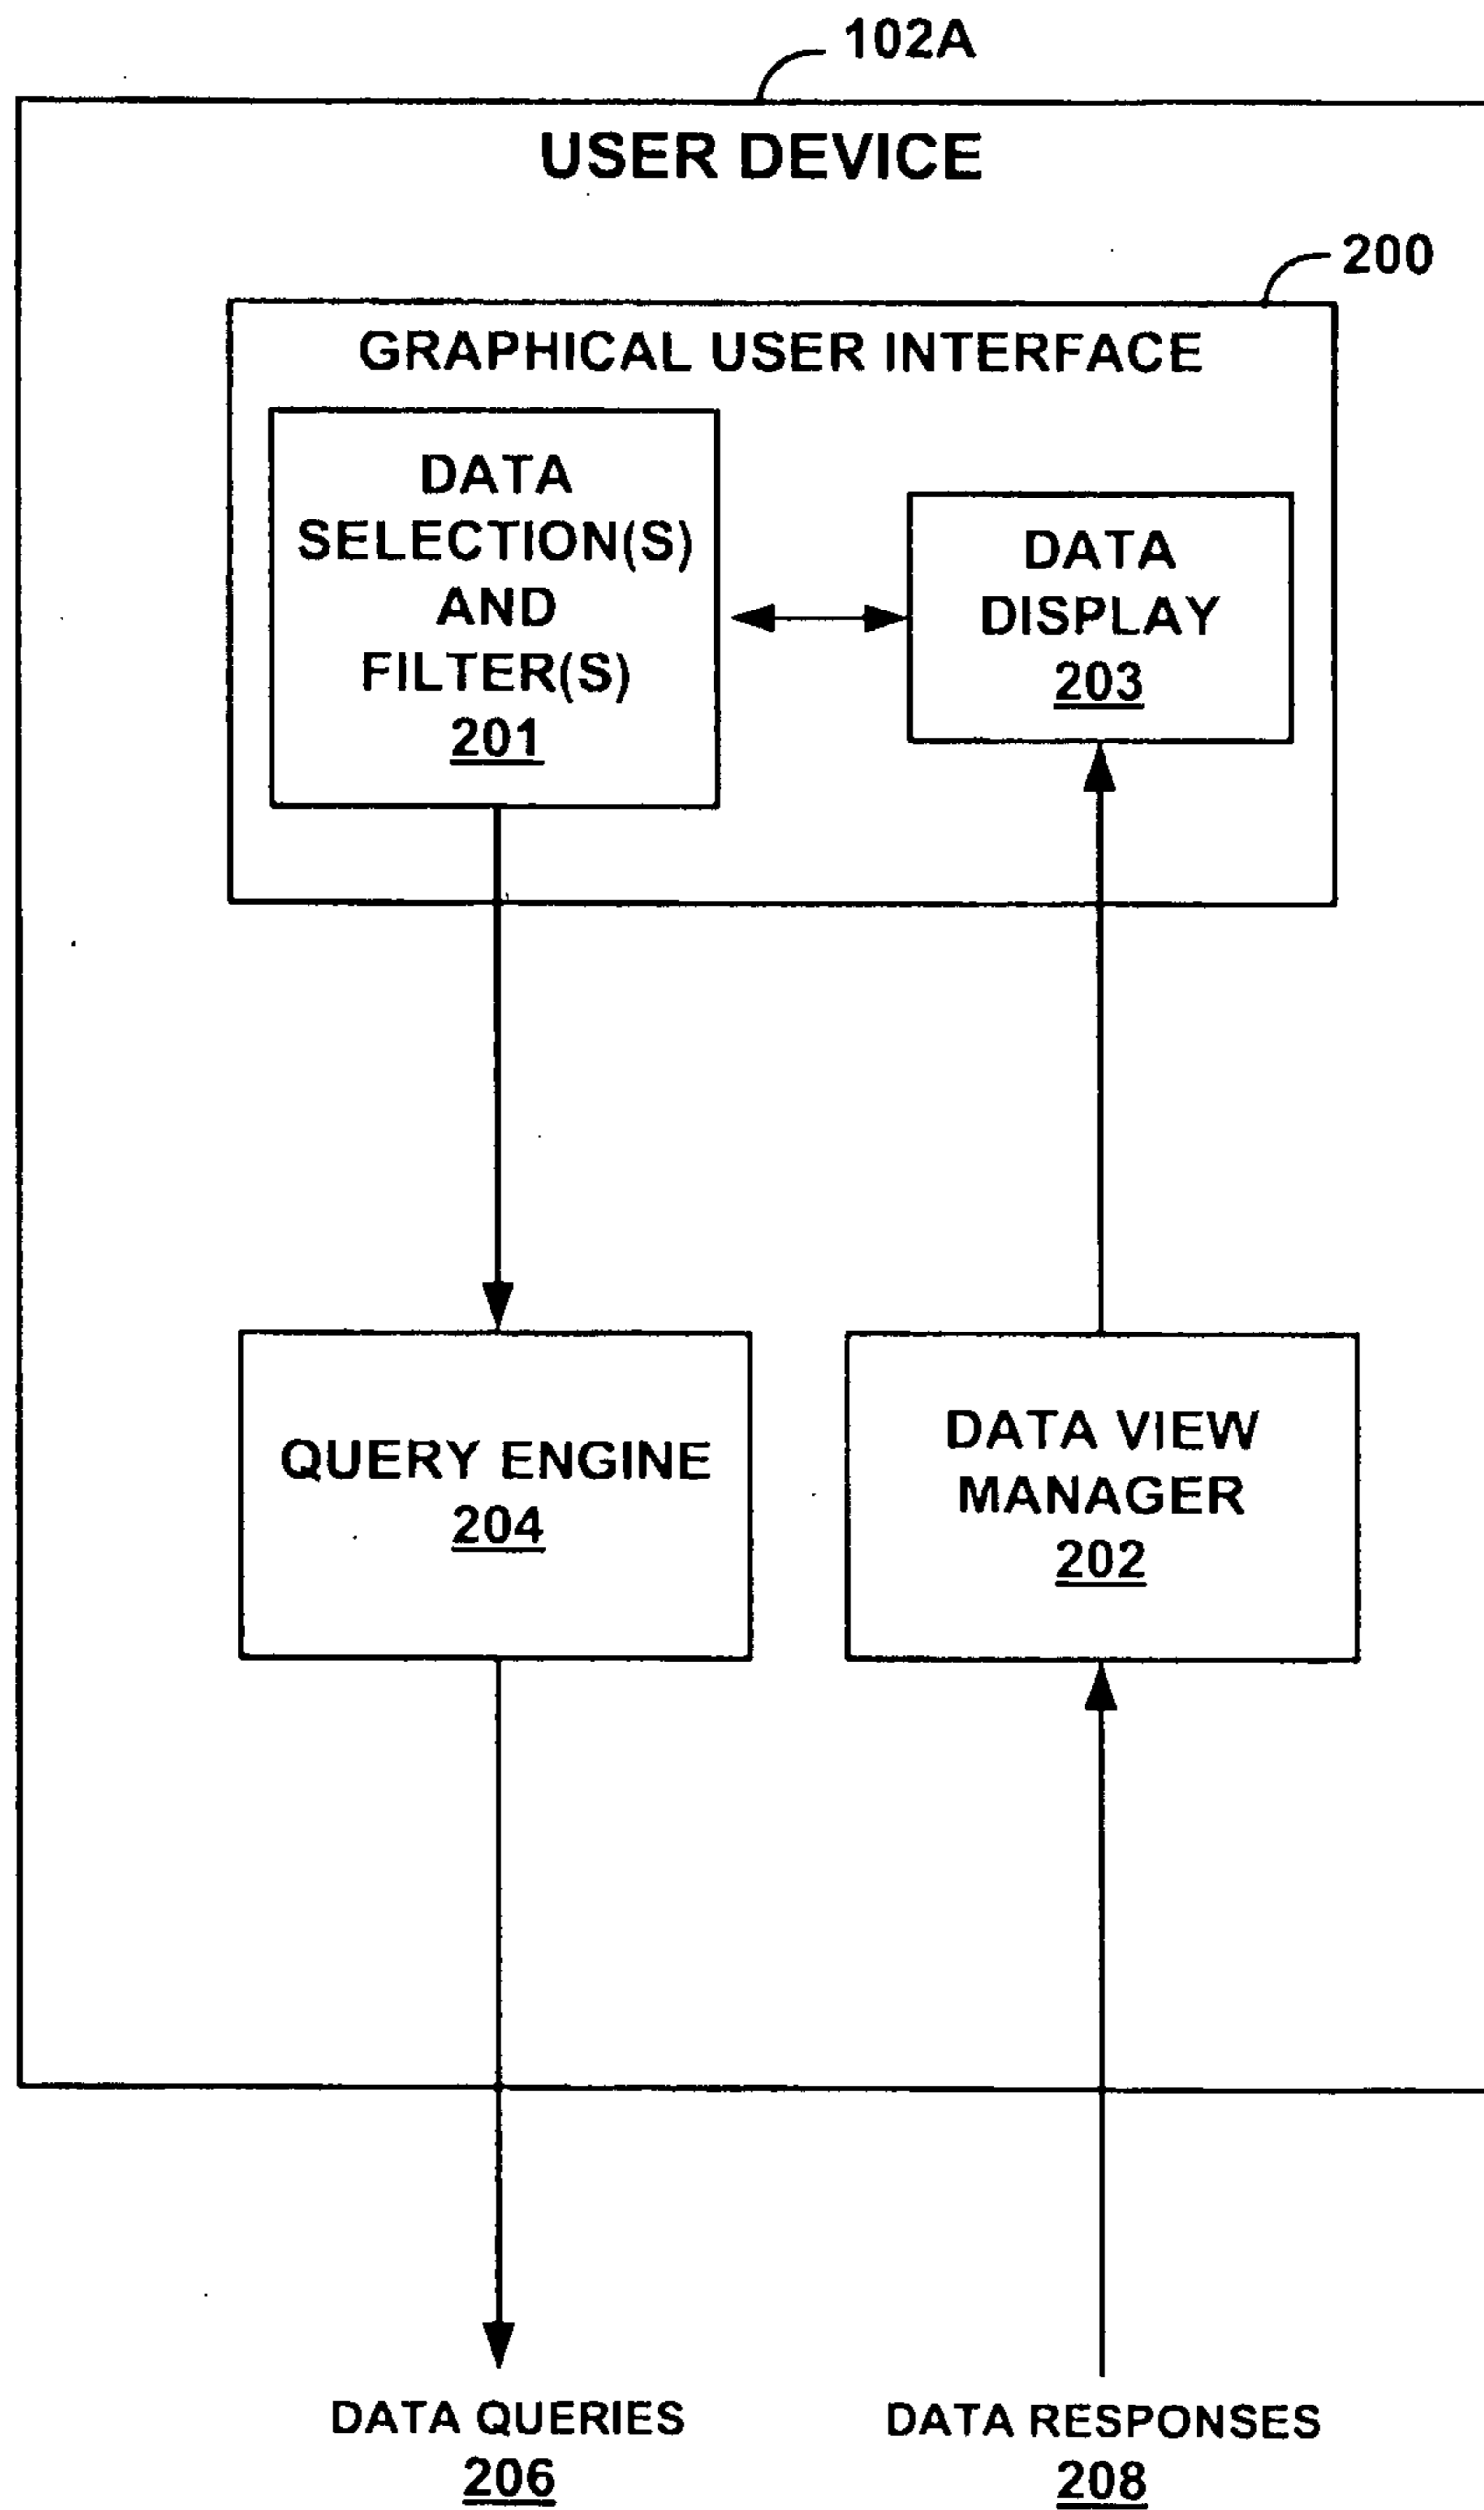 102A
USER DEVICE
200
GRAPHICAL USER INTERFACE
DATA
SELECTION(S)
AND
FILTER(S)
201
DATA
DISPLAY
203
QUERY ENGINE
204
DATA VIEW
MANAGER
202
DATA QUERIES
206
DATA RESPONSES
208